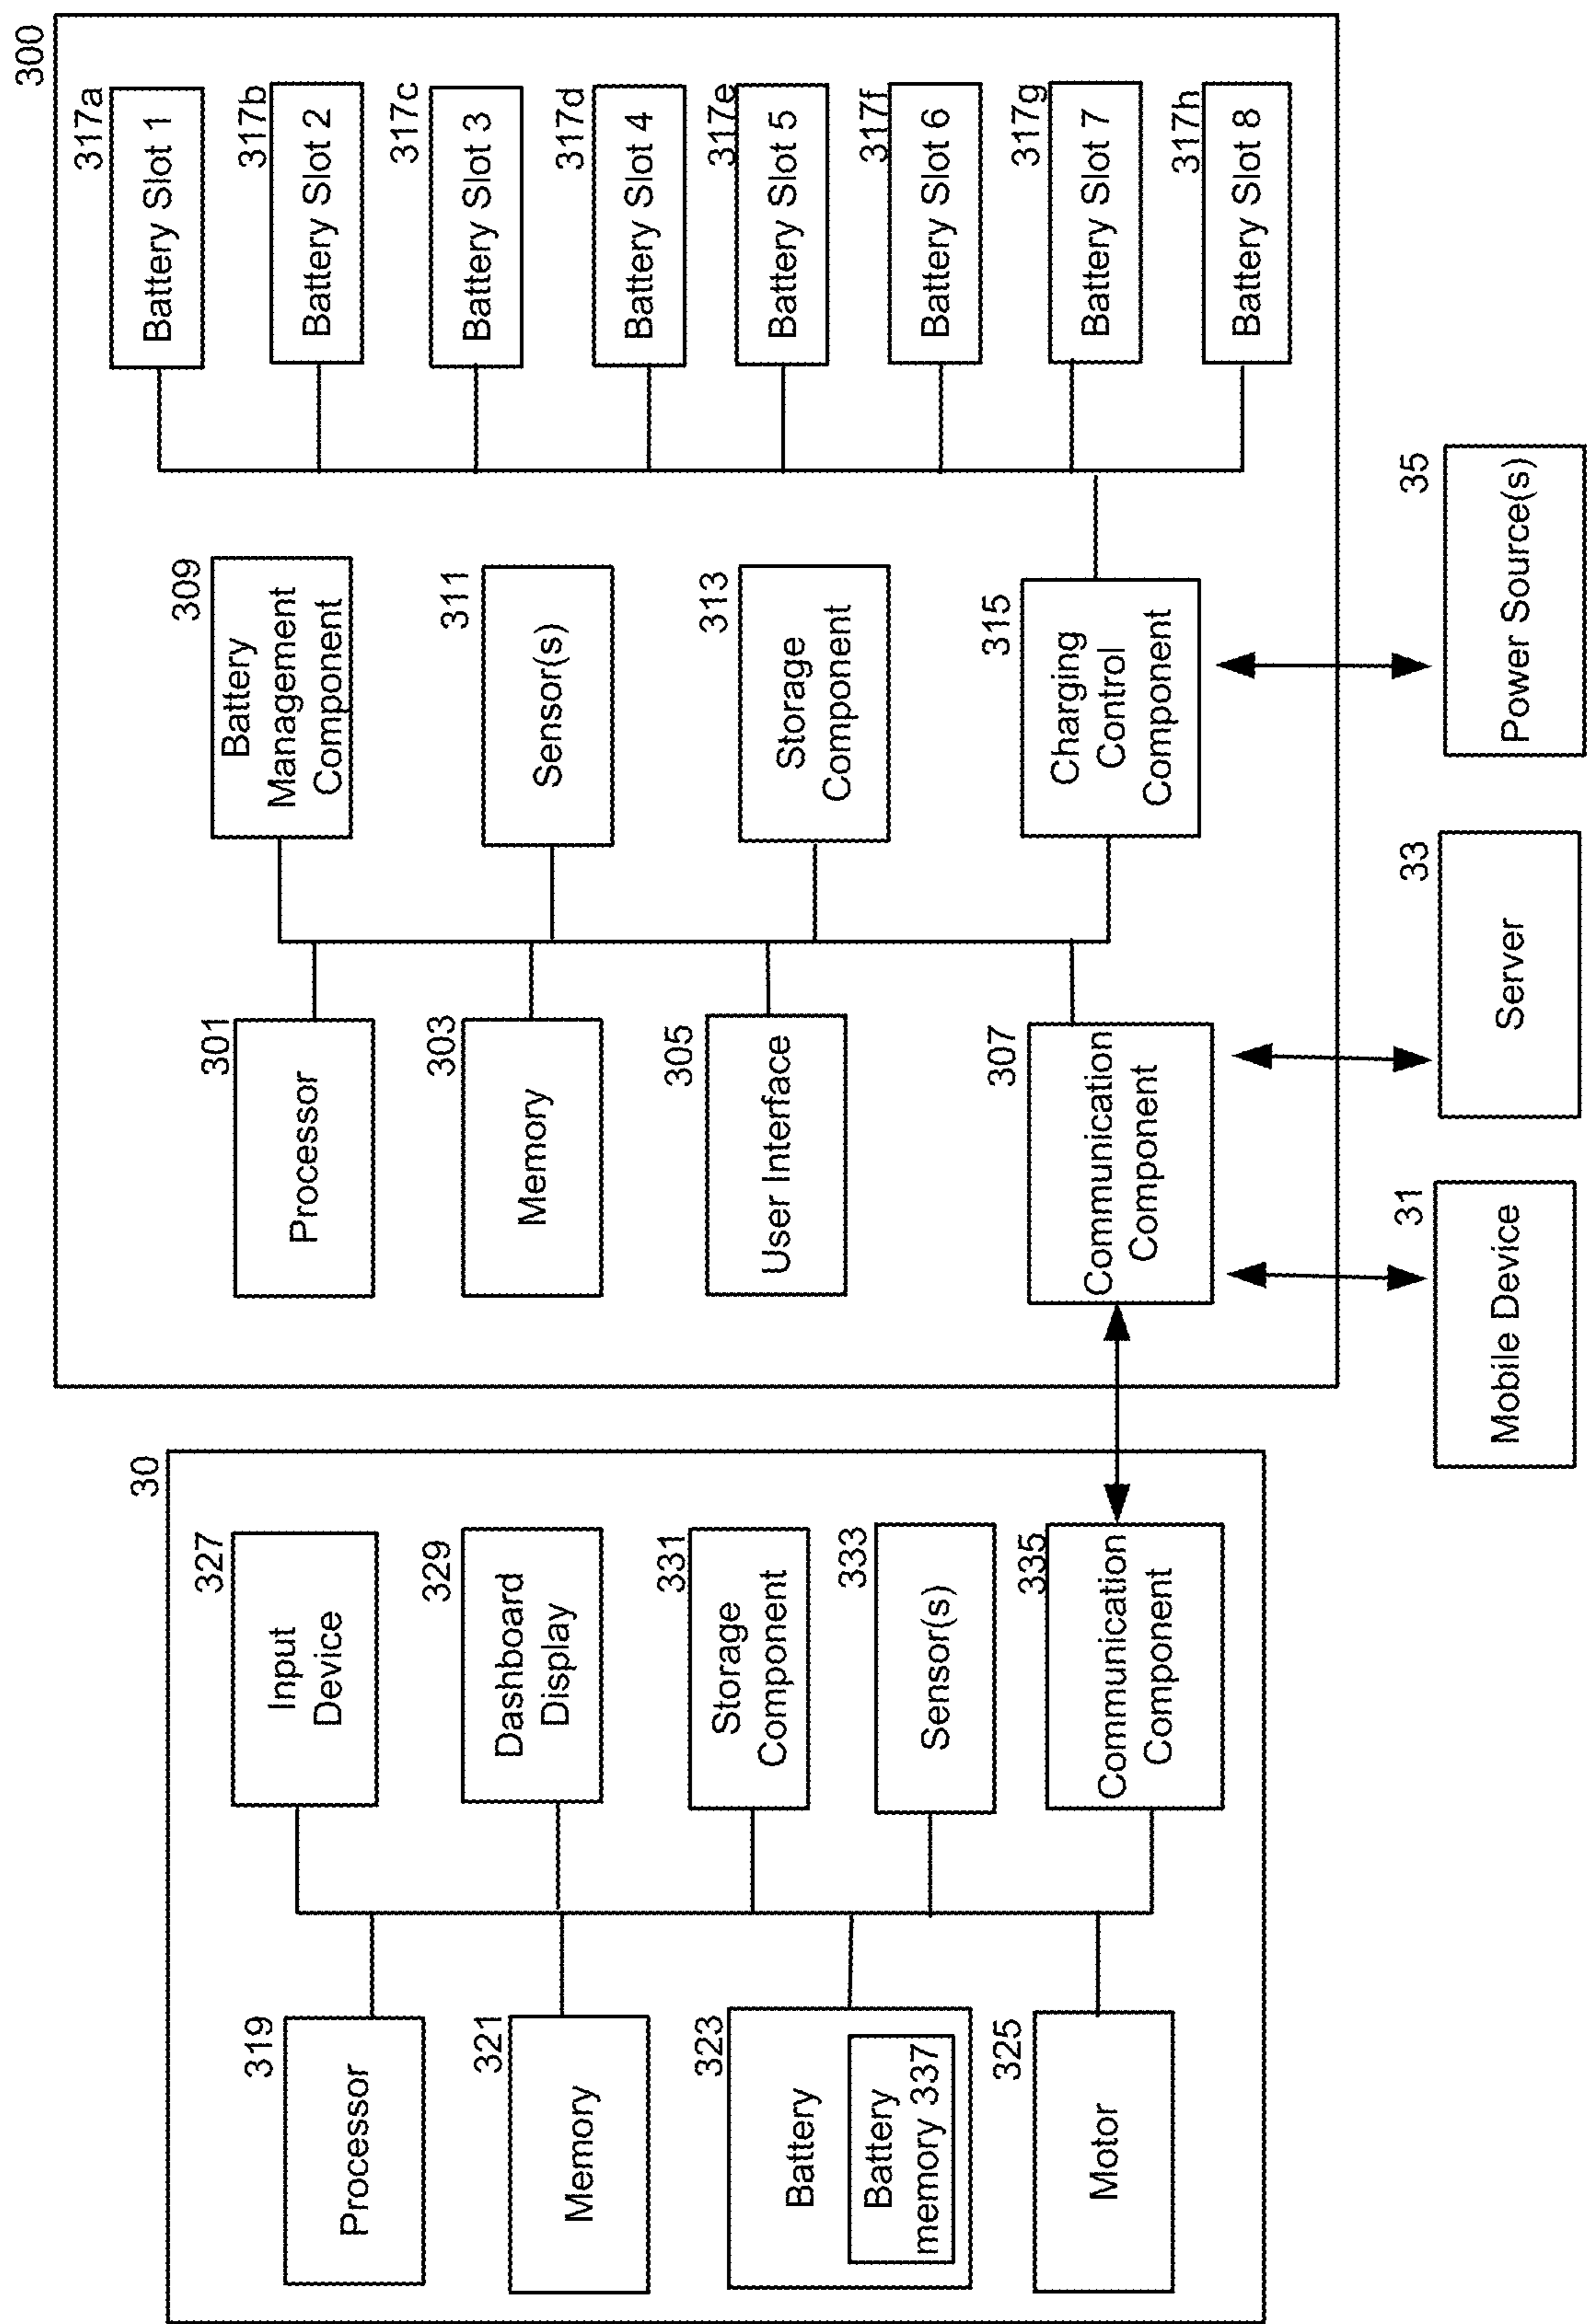 30
319
Processor
321
Memory
323
Battery
Battery
memory 337
325
Motor
327
Input
Device
329
Dashboard
Display
331
Storage
Component
333
Sensor(s)
335
Communication
Component
300
301
Processor
303
Memory
305
User Interface
307
Communication
Component
309
Battery
Management
Component
311
Sensor(s)
313
Storage
Component
315
Charging
Control
Component
317a
Battery Slot 1
317b
Battery Slot 2
317c
Battery Slot 3
317d
Battery Slot 4
317e
Battery Slot 5
317f
Battery Slot 6
317g
Battery Slot 7
317h
Battery Slot 8
31
Mobile Device
33
Server
35
Power Source(s)